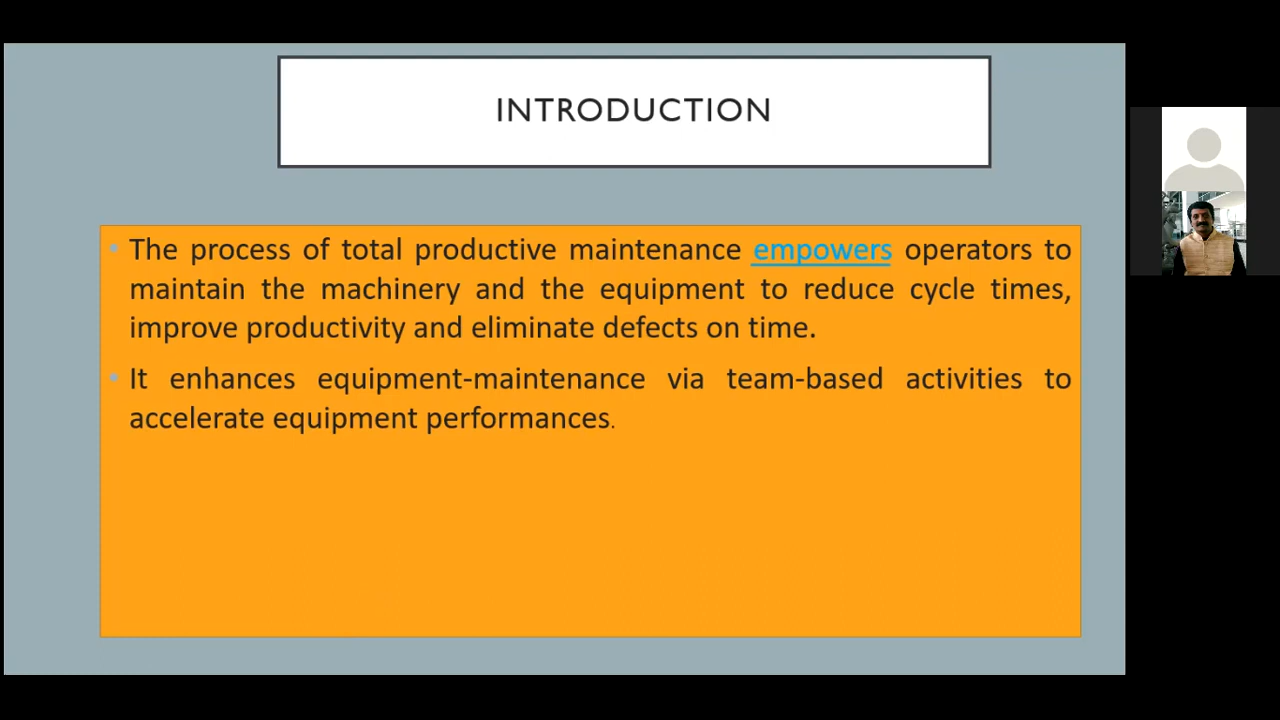 INTRODUCTION
• The process of total productive maintenance empowers operators to
maintain the machinery and the equipment to reduce cycle times,
improve productivity and eliminate defects on time.
• It enhances equipment-maintenance via team-based activities to
accelerate equipment performances.